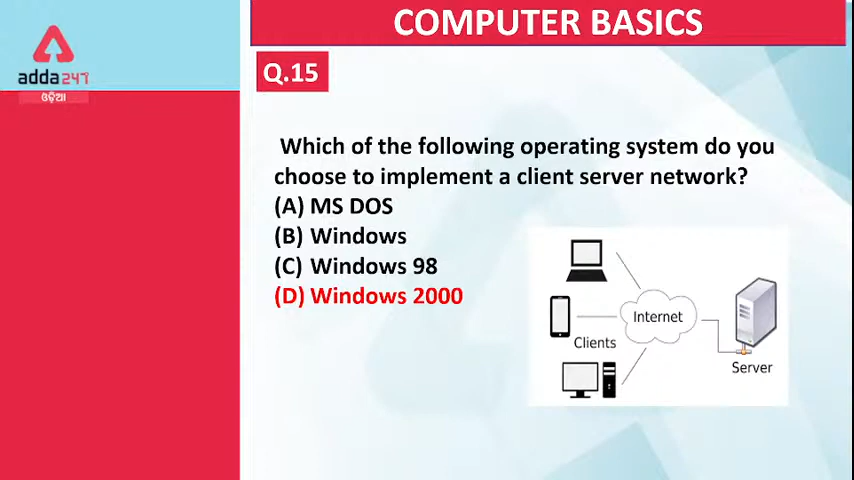 COMPUTER BASICS
adda247
ଓଡ଼ିଆ
Q.15
Which of the following operating system do you
choose to implement a client server network?
(A) MS DOS
(B) Windows
(C) Windows 98
(D) Windows 2000
Internet
Clients
Server